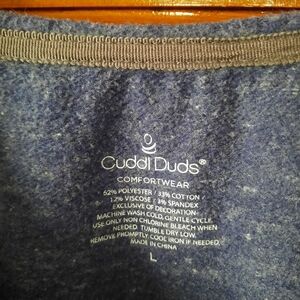 Cuddl Duds®
COMFORTWEAR
62% POLYESTER / 33% COTTON
12% VISCOSE / 3% SPANDEX
EXCLUSIVE OF DECORATION
MACHINE WASH COLD, GENTLE CYCLE.
USE ONLY NON CHLORINE BLEACH WHEN
NEEDED. TUMBLE DRY LOW.
REMOVE PROMPTLY. COOL IRON IF NEEDED.
MADE IN CHINA
L